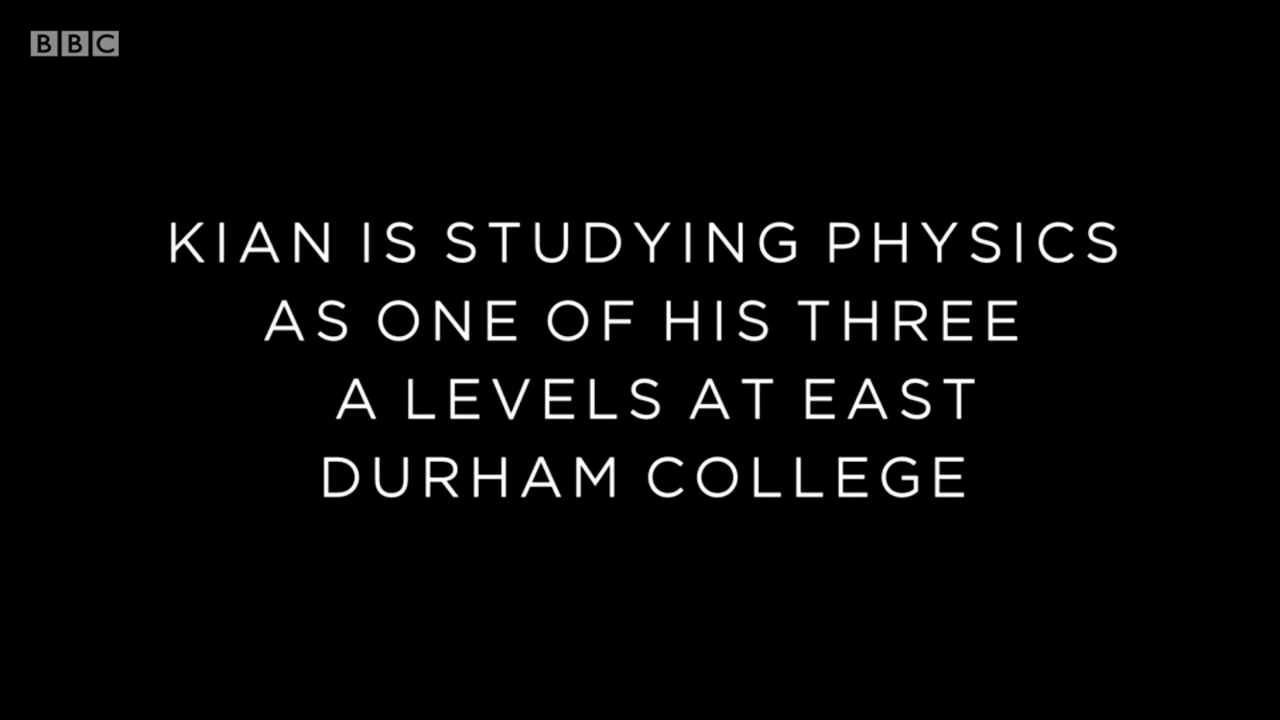 BBC
KIAN IS STUDYING PHYSICS
AS ONE OF HIS THREE
A LEVELS AT EAST
DURHAM COLLEGE